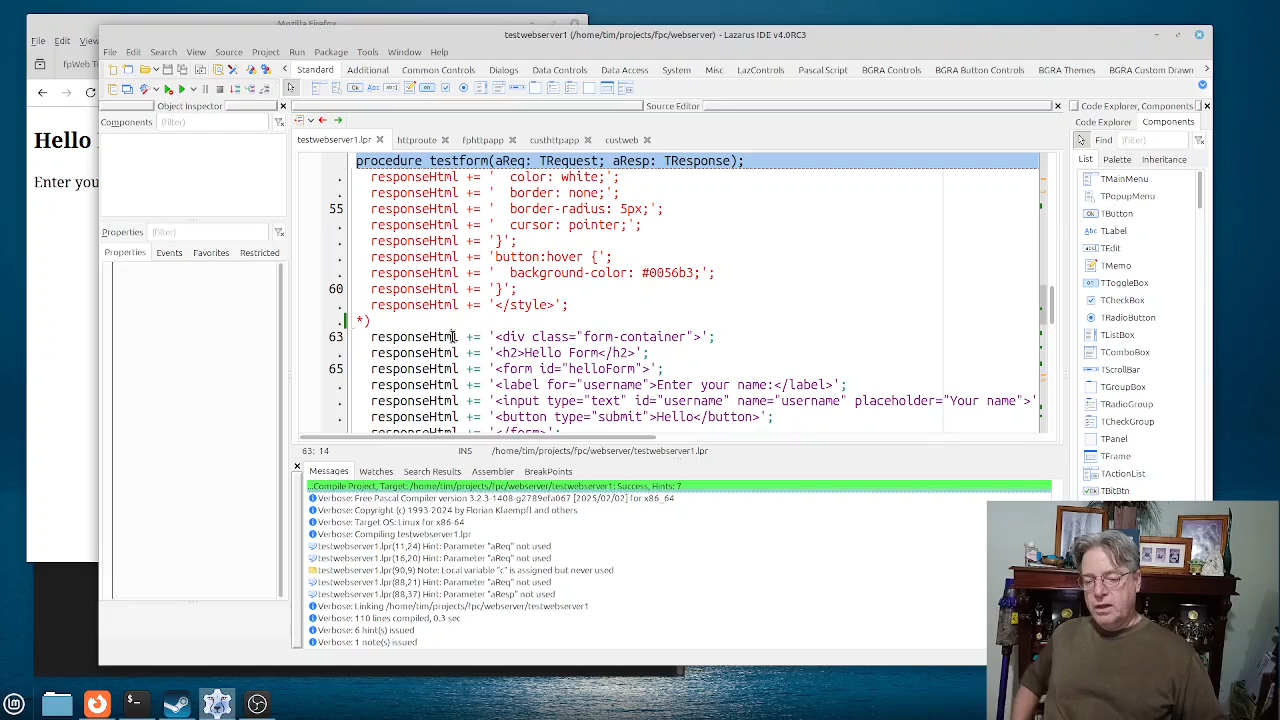 Mozilla Firefox
File Edit View
fpWeb Te
Hello
Enter you
testwebserver1 (/home/tim/projects/fpc/webserver) - Lazarus IDE v4.0RC3
File Edit Search View Source Project Run Package Tools Window Help
Standard Additional Common Controls Dialogs Data Controls Data Access System Misc LazControls Pascal Script BGRA Controls BGRA Button Controls BGRA Themes BGRA Custom Drawn
Object Inspector
Components (filter)
Properties (filter)
Properties Events Favorites Restricted
Source Editor
testwebserver1.lpr httproute fphttpapp custhttpapp custweb
procedure testform(aReq: TRequest; aResp: TResponse);
responseHtml += '  color: white;';
responseHtml += '  border: none;';
55 responseHtml += '  border-radius: 5px;';
responseHtml += '  cursor: pointer;';
responseHtml += '}';
responseHtml += 'button:hover {';
responseHtml += '  background-color: #0056b3;';
60 responseHtml += '}';
responseHtml += '</style>';
*)
63 responseHtml += '<div class="form-container">';
responseHtml += '<h2>Hello Form</h2>';
65 responseHtml += '<form id="helloForm">';
responseHtml += '<label for="username">Enter your name:</label>';
responseHtml += '<input type="text" id="username" name="username" placeholder="Your name">'
responseHtml += '<button type="submit">Hello</button>';
responseHtml += '</form>';
63: 14 INS /home/tim/projects/fpc/webserver/testwebserver1.lpr
Messages Watches Search Results Assembler BreakPoints
...Compile Project, Target: /home/tim/projects/fpc/webserver/testwebserver1: Success, Hints: 7
Verbose: Free Pascal Compiler version 3.2.3-1408-g2789efa067 [2025/02/02] for x86_64
Verbose: Copyright (c) 1993-2024 by Florian Klaempfl and others
Verbose: Target OS: Linux for x86-64
Verbose: Compiling testwebserver1.lpr
testwebserver1.lpr(11,24) Hint: Parameter "aReq" not used
testwebserver1.lpr(16,20) Hint: Parameter "aReq" not used
testwebserver1.lpr(90,9) Note: Local variable "c" is assigned but never used
testwebserver1.lpr(88,21) Hint: Parameter "aReq" not used
testwebserver1.lpr(88,37) Hint: Parameter "aResp" not used
Verbose: Linking /home/tim/projects/fpc/webserver/testwebserver1
Verbose: 110 lines compiled, 0.3 sec
Verbose: 6 hint(s) issued
Verbose: 1 note(s) issued
Code Explorer, Components
Code Explorer Components
Find (filter)
List Palette Inheritance
TMainMenu
TPopupMenu
TButton
TLabel
TEdit
TMemo
TToggleBox
TCheckBox
TRadioButton
TListBox
TComboBox
TScrollBar
TGroupBox
TRadioGroup
TCheckGroup
TPanel
TFrame
TActionList
TBitBtn